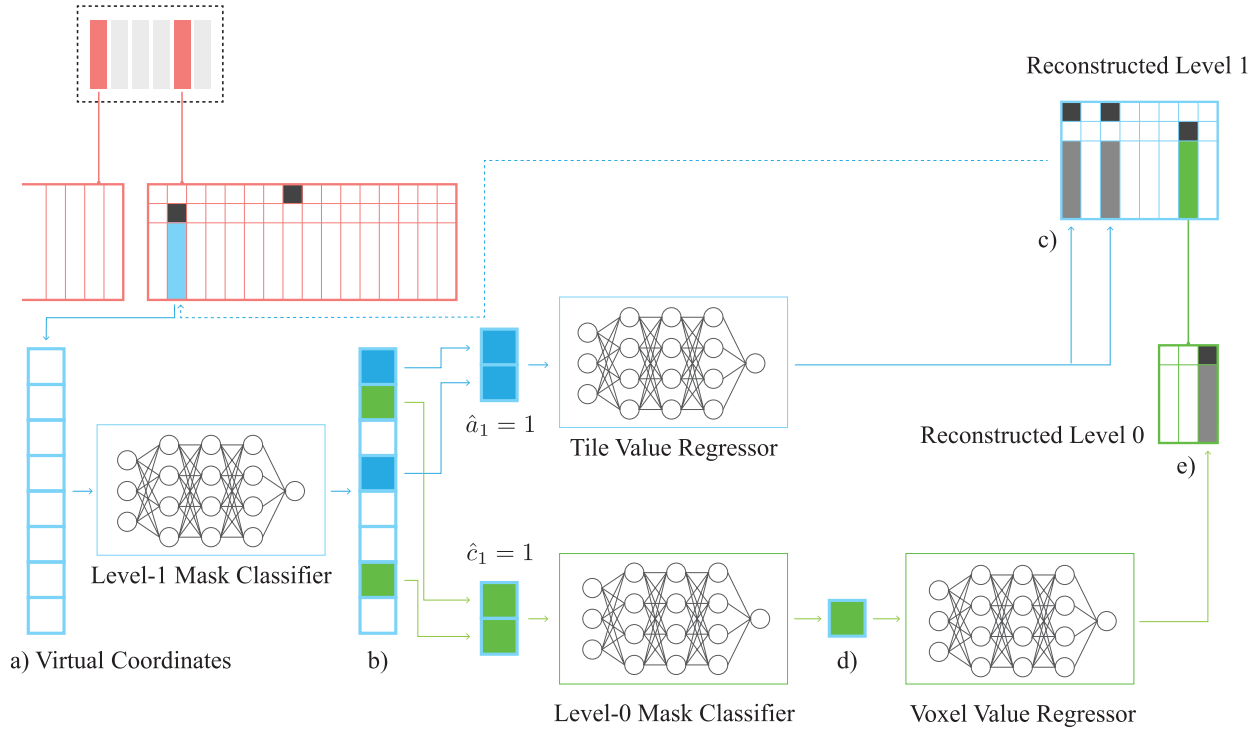 Reconstructed Level 1
c)
â₁ = 1
Tile Value Regressor
Reconstructed Level 0
e)
ĉ₁ = 1
Level-1 Mask Classifier
a) Virtual Coordinates
b)
d)
Level-0 Mask Classifier
Voxel Value Regressor